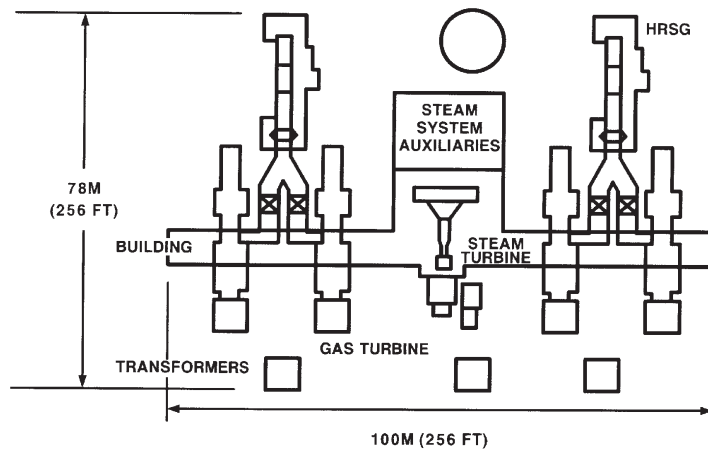 HRSG
STEAM
SYSTEM
AUXILIARIES
78M
(256 FT)
BUILDING
STEAM
TURBINE
GAS TURBINE
TRANSFORMERS
100M (256 FT)